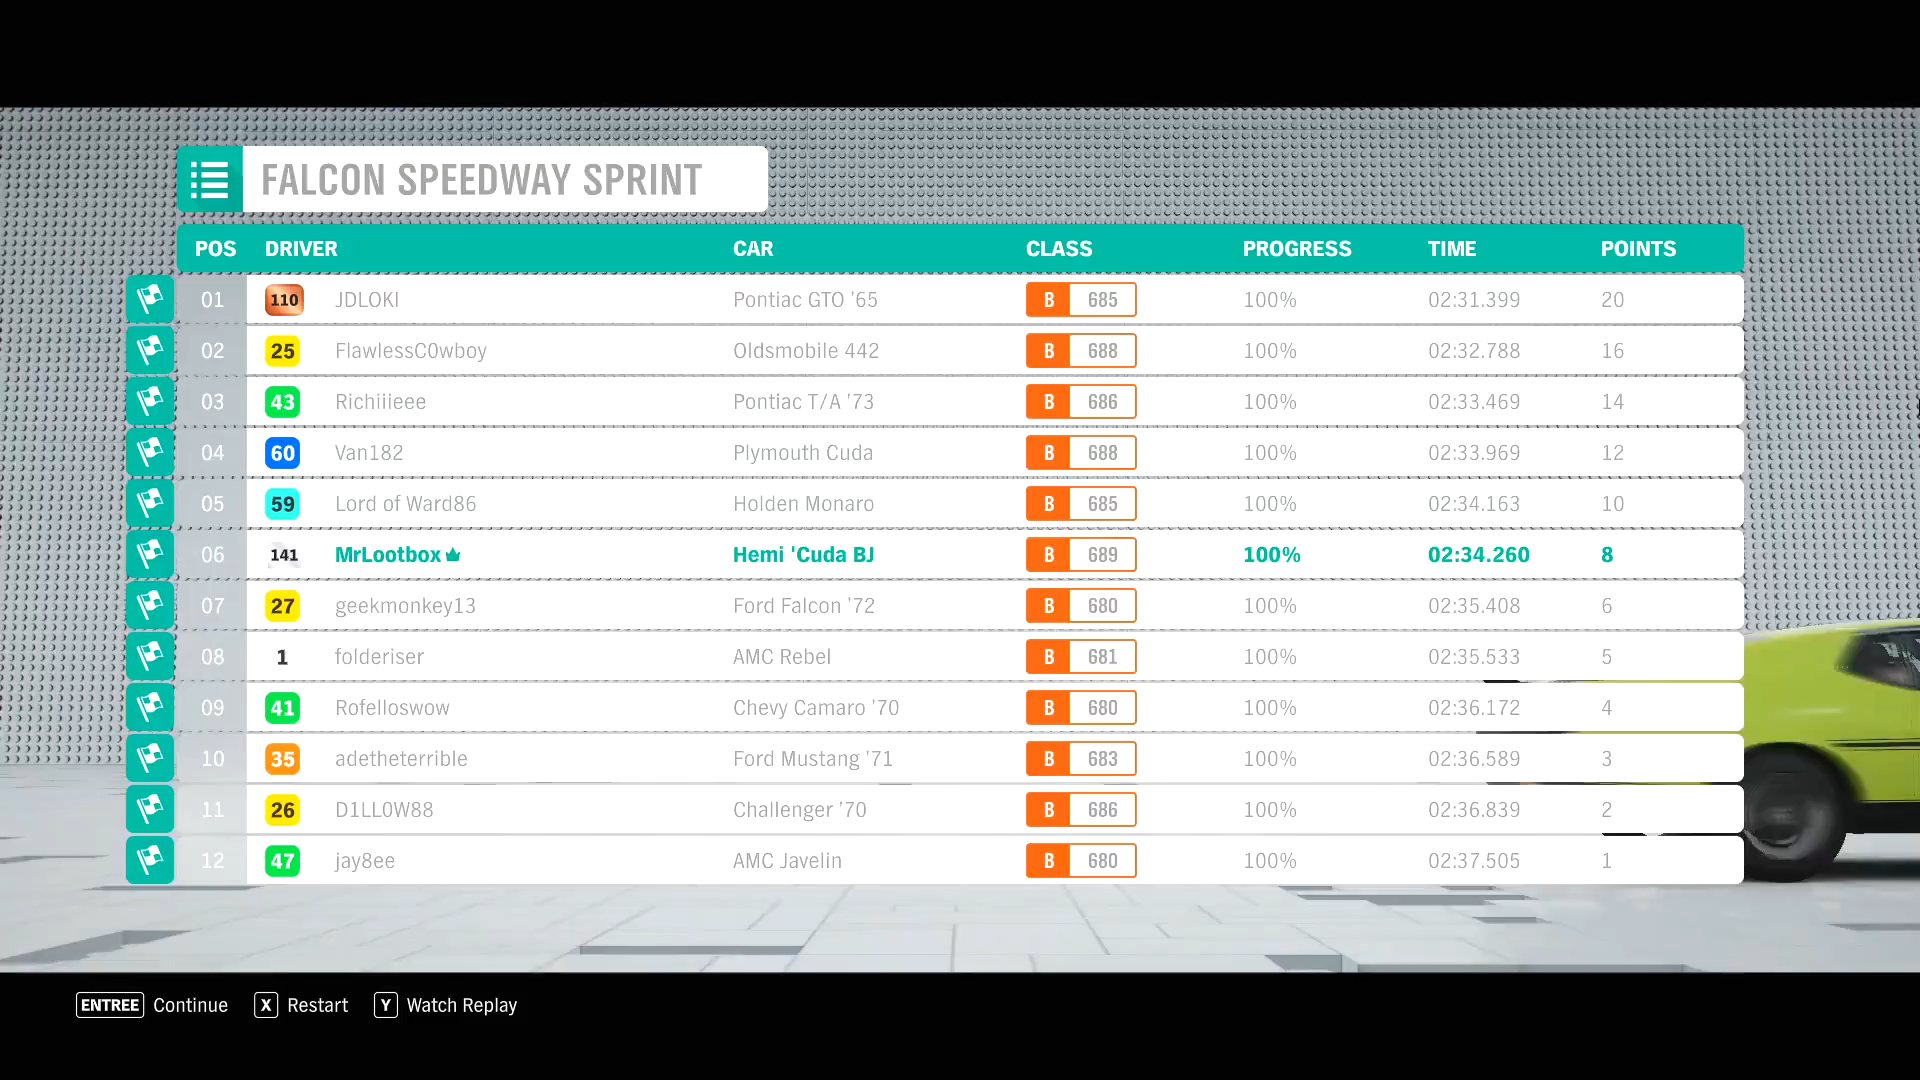 FALCON SPEEDWAY SPRINT
POS DRIVER CAR CLASS PROGRESS TIME POINTS
01 110 JDLOKI Pontiac GTO '65 B 685 100% 02:31.399 20
02 25 FlawlessC0wboy Oldsmobile 442 B 688 100% 02:32.788 16
03 43 Richiiieee Pontiac T/A '73 B 686 100% 02:33.469 14
04 60 Van182 Plymouth Cuda B 688 100% 02:33.969 12
05 59 Lord of Ward86 Holden Monaro B 685 100% 02:34.163 10
06 141 MrLootbox Hemi 'Cuda BJ B 689 100% 02:34.260 8
07 27 geekmonkey13 Ford Falcon '72 B 680 100% 02:35.408 6
08 1 folderiser AMC Rebel B 681 100% 02:35.533 5
09 41 Rofelloswow Chevy Camaro '70 B 680 100% 02:36.172 4
10 35 adetheterrible Ford Mustang '71 B 683 100% 02:36.589 3
11 26 D1LL0W88 Challenger '70 B 686 100% 02:36.839 2
12 47 jay8ee AMC Javelin B 680 100% 02:37.505 1
ENTREE Continue X Restart Y Watch Replay